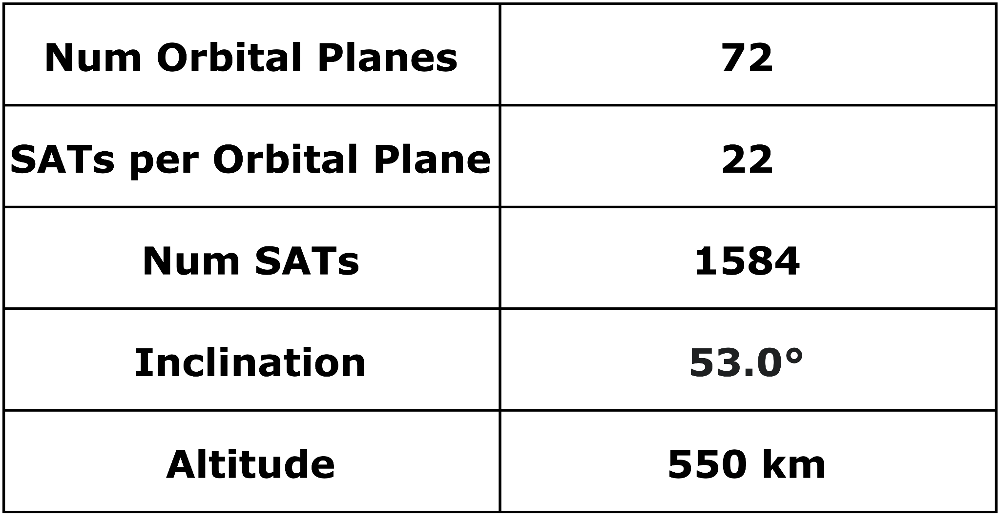 Num Orbital Planes 72
SATs per Orbital Plane 22
Num SATs 1584
Inclination 53.0°
Altitude 550 km